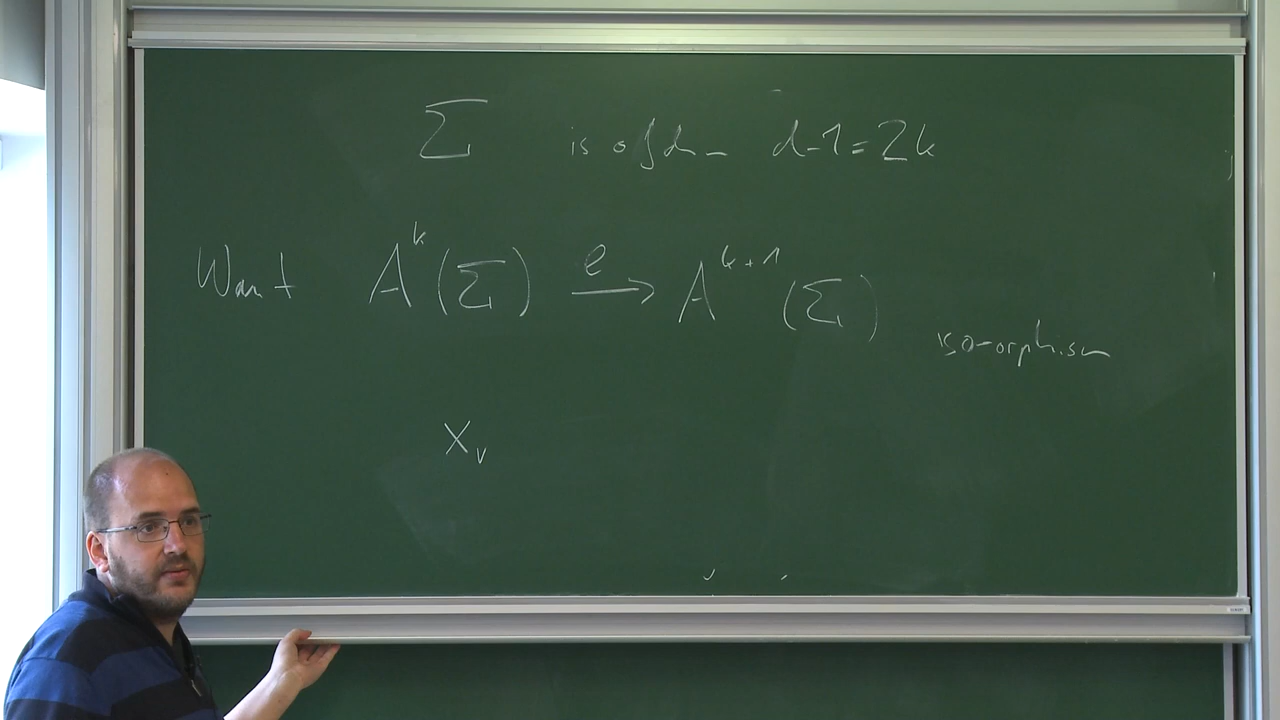 Σ is of dim d-1=2k
Want A^k(Σ) ℓ→ A^{k+1}(Σ)
isomorphism
x_v